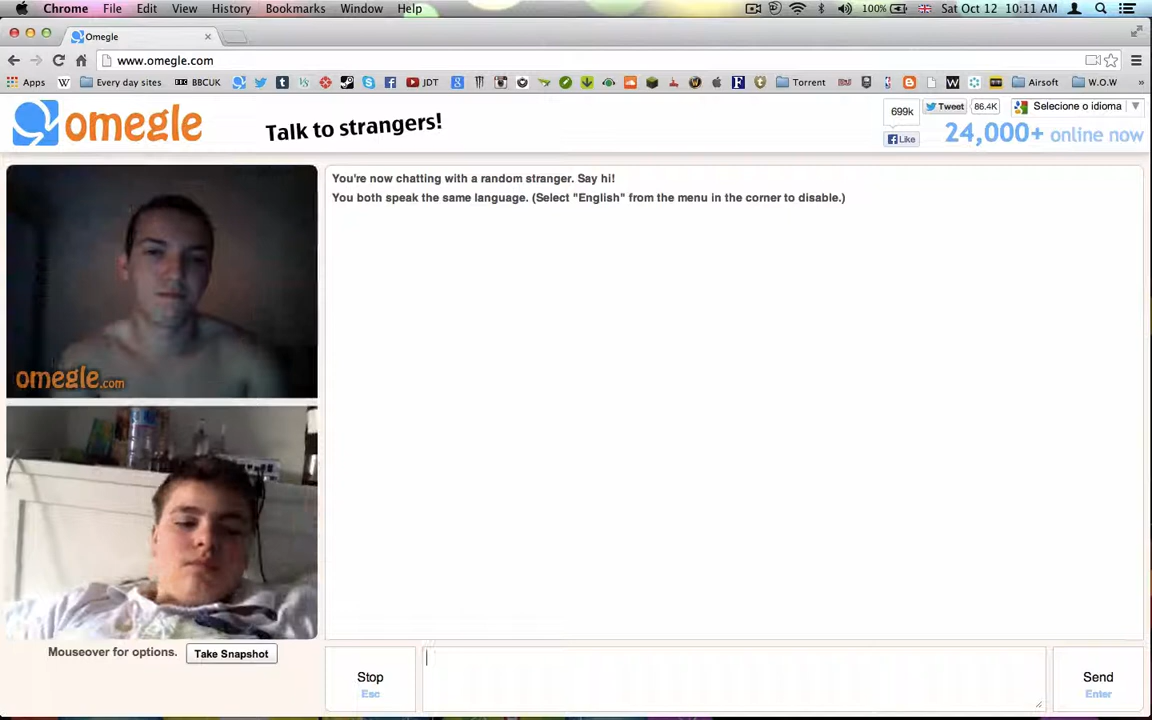 Chrome File Edit View History Bookmarks Window Help 100% Sat Oct 12 10:11 AM
Omegle
www.omegle.com
Apps W Every day sites BBC UK JDT Torrent Airsoft W.O.W »
omegle Talk to strangers! 699k Like Tweet 86.4K Selecione o idioma
24,000+ online now
You're now chatting with a random stranger. Say hi!
You both speak the same language. (Select "English" from the menu in the corner to disable.)
omegle.com
Mouseover for options. Take Snapshot
Stop
Esc
Send
Enter